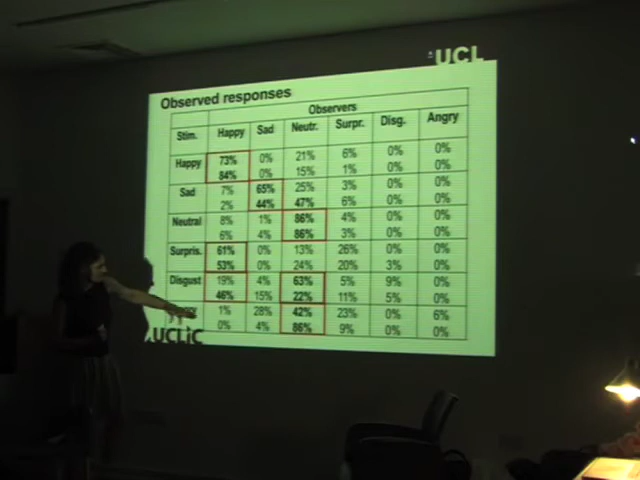 UCL
Observed responses
Observers
Stim. Happy Sad Neutr. Surpr. Disg. Angry
Happy 73% 0% 21% 6% 0% 0%
84% 0% 15% 1% 0% 0%
Sad 7% 65% 25% 3% 0% 0%
2% 44% 47% 6% 0% 0%
Neutral 8% 1% 86% 4% 0% 0%
6% 4% 86% 3% 0% 0%
Surpris. 61% 0% 13% 26% 0% 0%
53% 0% 24% 20% 3% 0%
Disgust 19% 4% 63% 5% 9% 0%
46% 15% 22% 11% 5% 0%
1% 28% 42% 23% 0% 6%
0% 4% 86% 9% 0% 0%
UCLIC